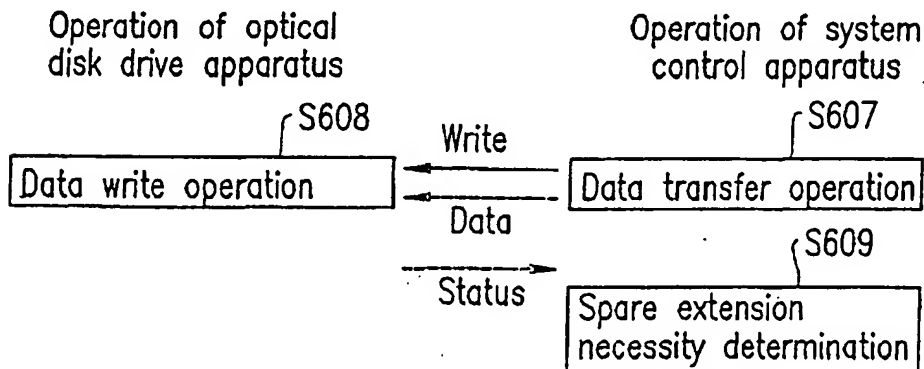 Operation of optical
disk drive apparatus
Operation of system
control apparatus
S608
S607
Write
Data write operation
Data transfer operation
Data
S609
Status
Spare extension
necessity determination